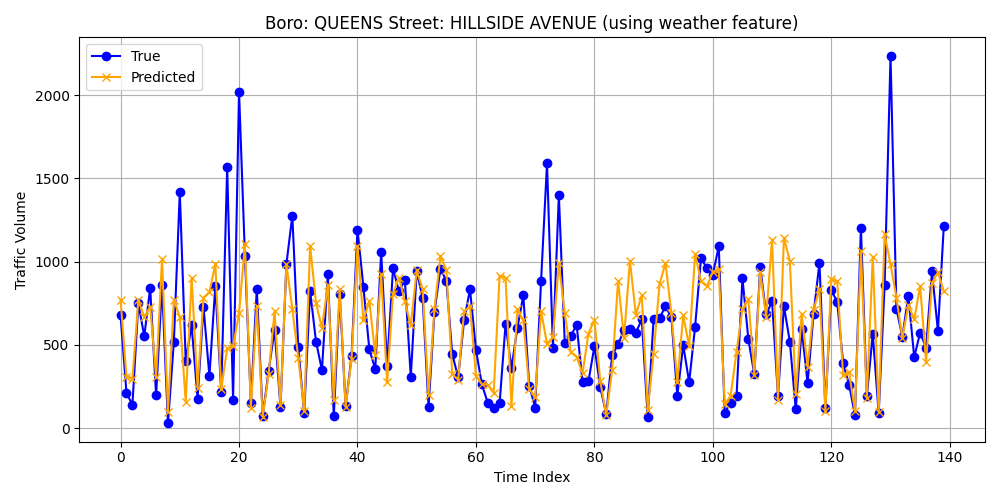 Boro: QUEENS Street: HILLSIDE AVENUE (using weather feature)
True
Predicted
Traffic Volume
2000
1500
1000
500
0
0 20 40 60 80 100 120 140
Time Index